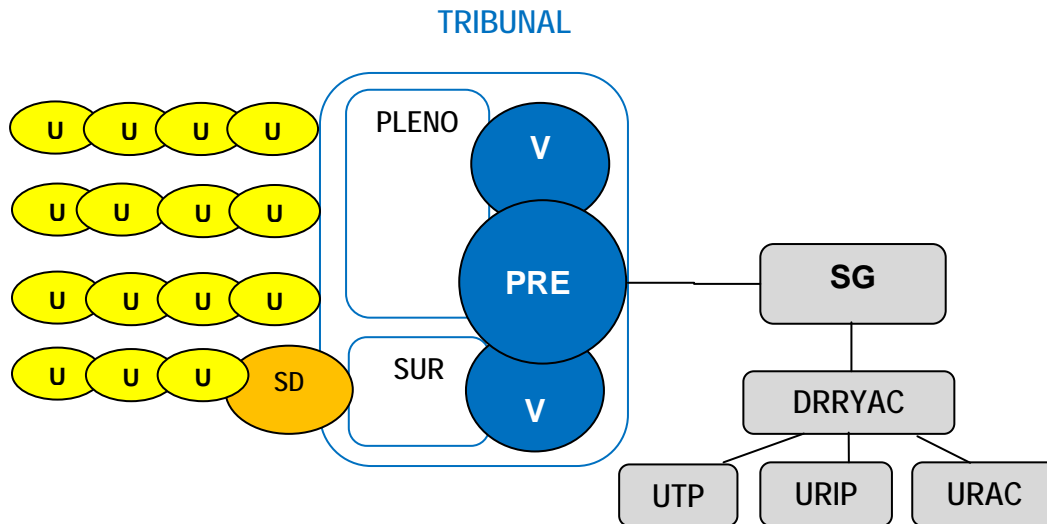 TRIBUNAL
PLENO
V
U U U U
U U U U
PRE
SG
U U U U
SUR
SD
U U U
V
DRRYAC
UTP URIP URAC